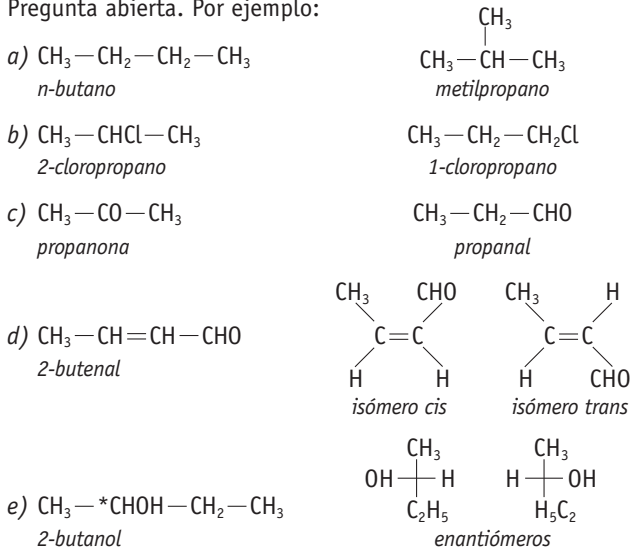 Pregunta abierta. Por ejemplo:
a) CH₃—CH₂—CH₂—CH₃
n-butano
CH₃
CH₃—CH—CH₃
metilpropano
b) CH₃—CHCl—CH₃
2-cloropropano
CH₃—CH₂—CH₂Cl
1-cloropropano
c) CH₃—CO—CH₃
propanona
CH₃—CH₂—CHO
propanal
d) CH₃—CH=CH—CHO
2-butenal
CH₃ CHO
C=C
H H
isómero cis
CH₃ H
C=C
H CHO
isómero trans
e) CH₃—*CHOH—CH₂—CH₃
2-butanol
CH₃
OH H
C₂H₅
CH₃
H OH
H₅C₂
enantiómeros